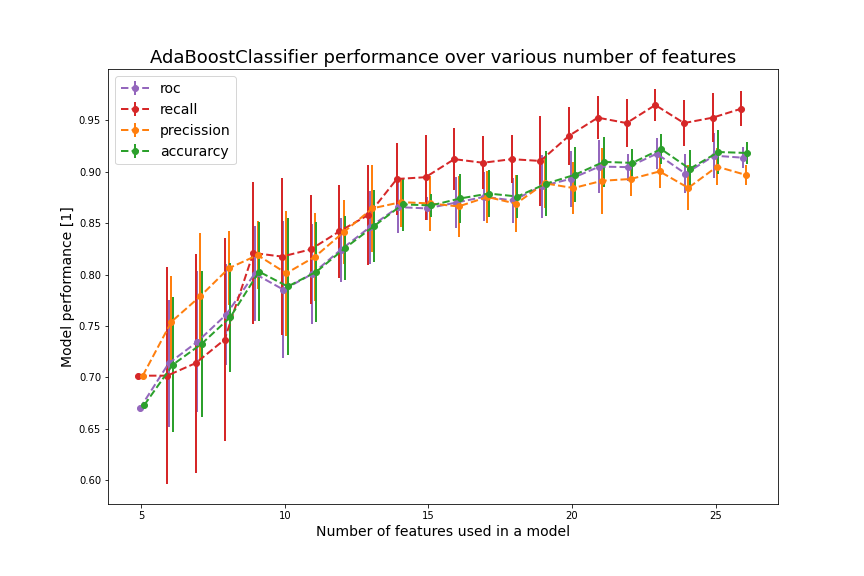 AdaBoostClassifier performance over various number of features
roc
recall
precission
accurarcy
Model performance [1]
0.95
0.90
0.85
0.80
0.75
0.70
0.65
0.60
5 10 15 20 25
Number of features used in a model